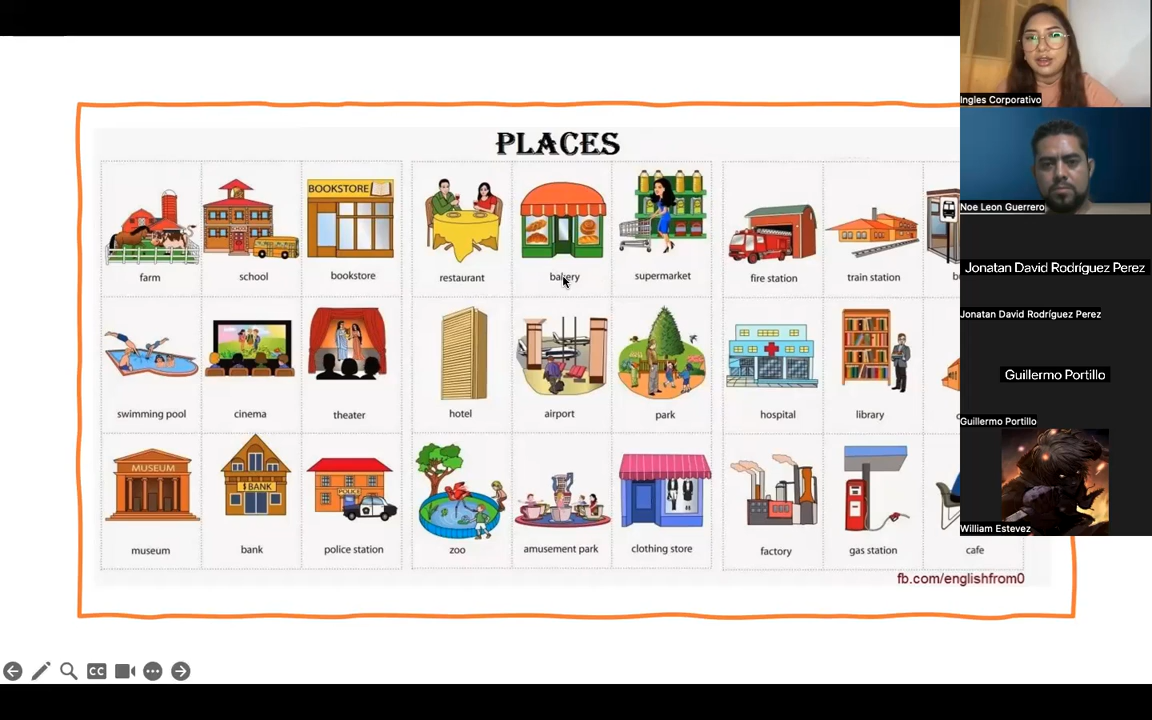 PLACES
BOOKSTORE
farm school bookstore restaurant bakery supermarket fire station train station
swimming pool cinema theater hotel airport park hospital library
MUSEUM
$ BANK
POLICE
museum bank police station zoo amusement park clothing store factory gas station cafe
fb.com/englishfrom0
Ingles Corporativo
Noe Leon Guerrero
Jonatan David Rodríguez Perez
Jonatan David Rodríguez Perez
Guillermo Portillo
Guillermo Portillo
William Estevez
CC